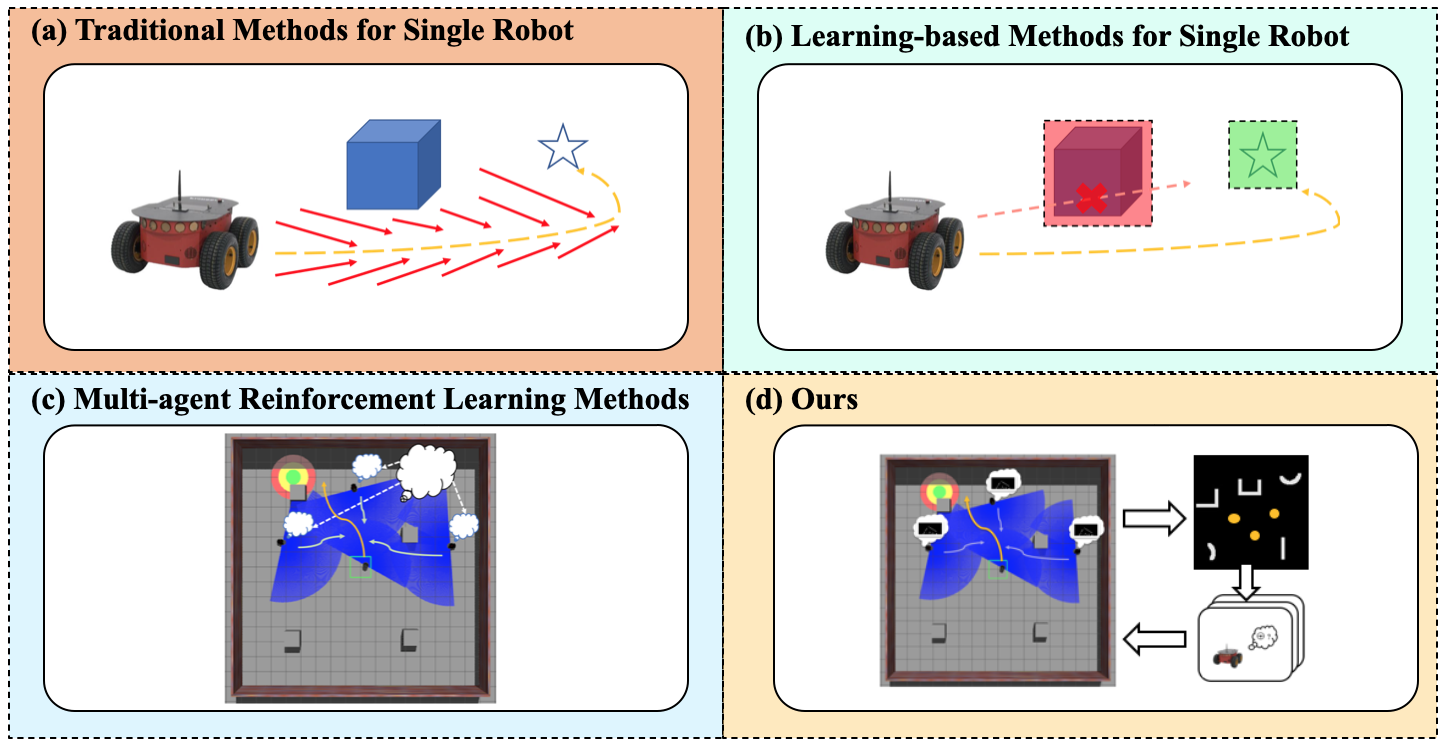 (a) Traditional Methods for Single Robot
(b) Learning-based Methods for Single Robot
(c) Multi-agent Reinforcement Learning Methods
(d) Ours